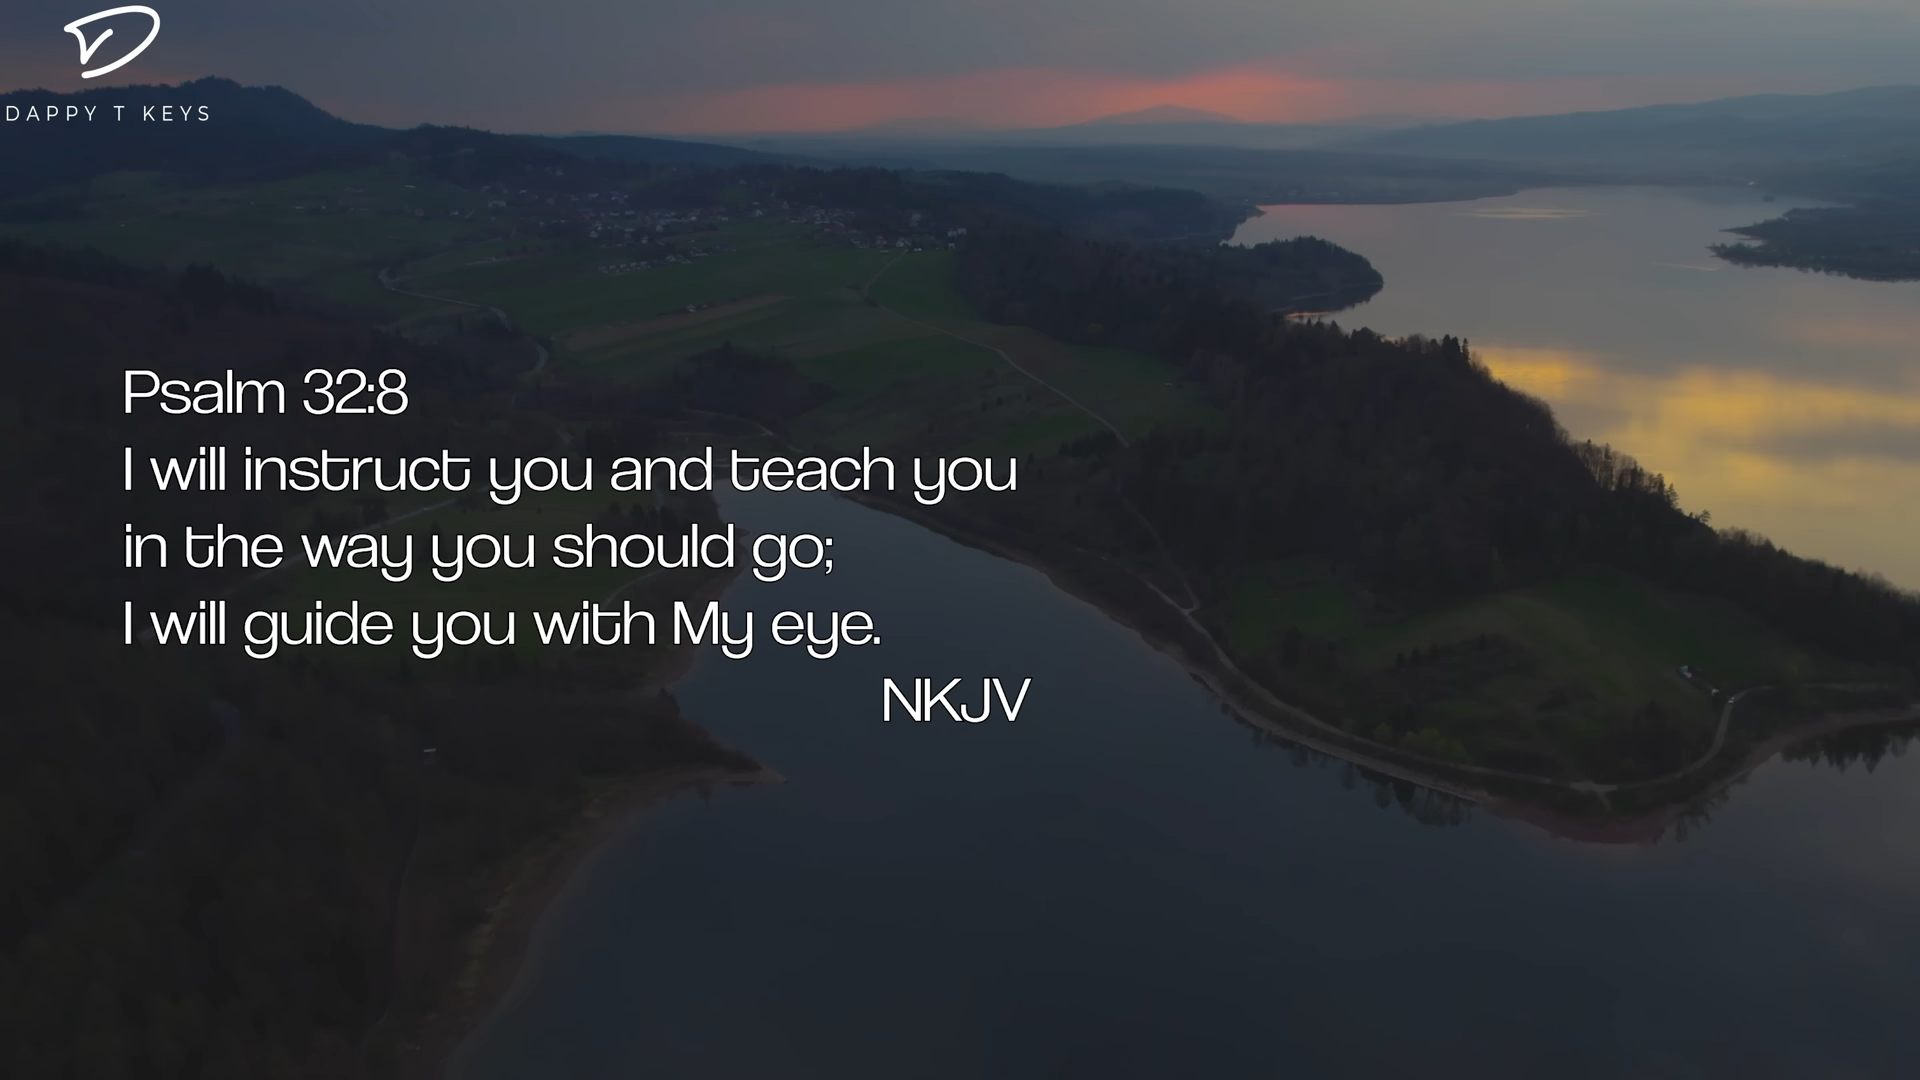 DAPPY T KEYS
Psalm 32:8
I will instruct you and teach you
in the way you should go;
I will guide you with My eye.
NKJV